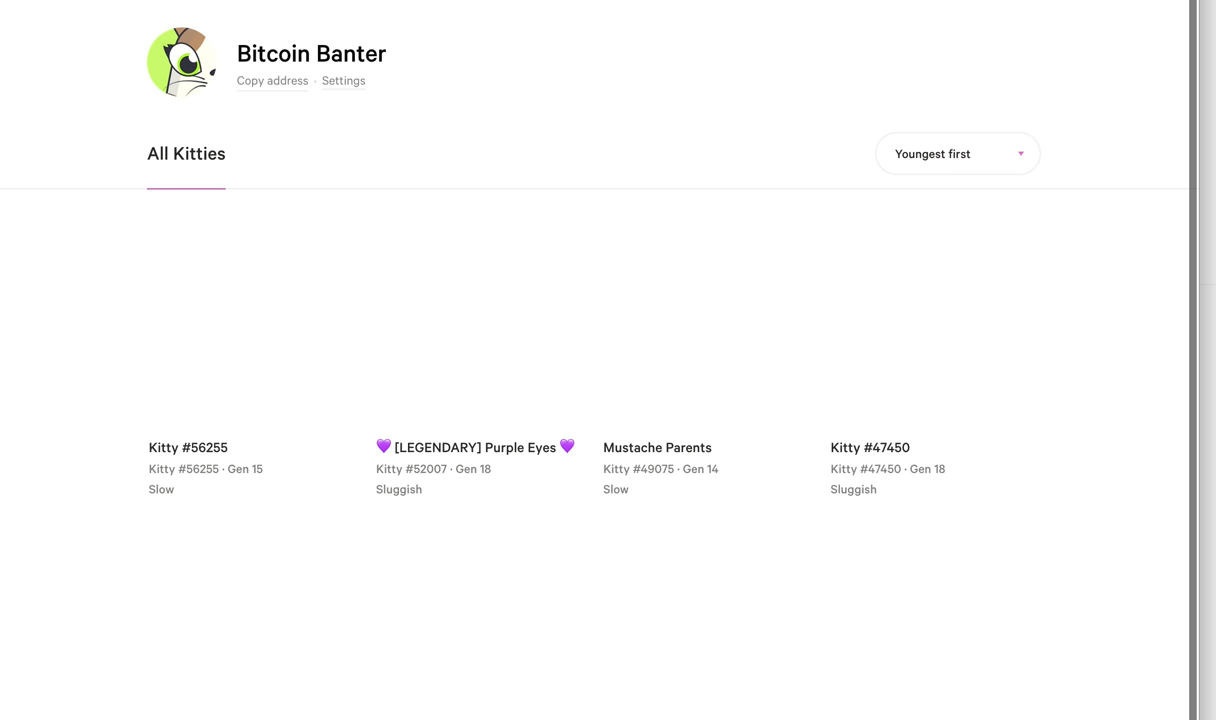 Bitcoin Banter
Copy address · Settings
All Kitties
Youngest first
Kitty #56255
Kitty #56255 · Gen 15
Slow
💜 [LEGENDARY] Purple Eyes 💜
Kitty #52007 · Gen 18
Sluggish
Mustache Parents
Kitty #49075 · Gen 14
Slow
Kitty #47450
Kitty #47450 · Gen 18
Sluggish